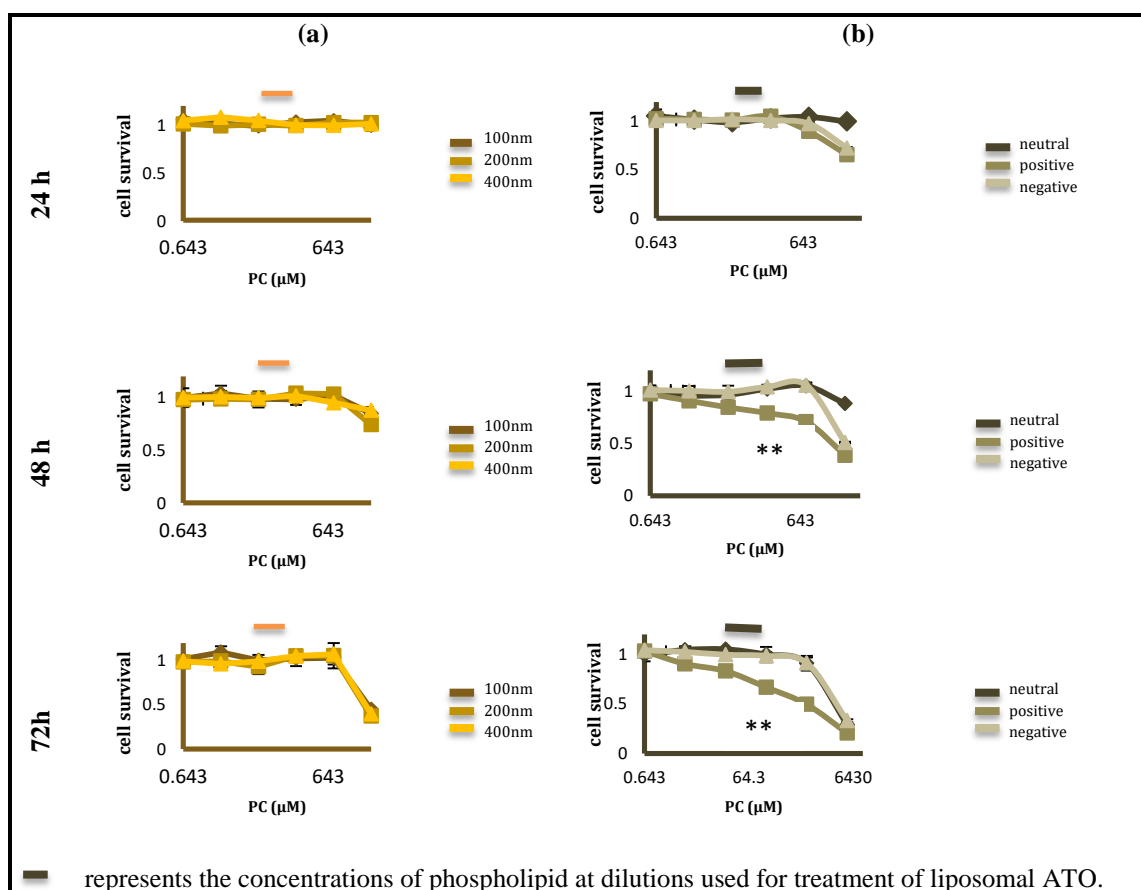 (a)
(b)
24 h
cell survival
1
0.5
0
0.643
643
PC (µM)
100nm
200nm
400nm
cell survival
1
0.5
0
0.643
643
PC (µM)
neutral
positive
negative
48 h
cell survival
1
0.5
0
0.643
643
PC (µM)
100nm
200nm
400nm
cell survival
1
0.5
0
**
0.643
643
PC (µM)
neutral
positive
negative
72h
cell survival
1
0.5
0
0.643
643
PC (µM)
100nm
200nm
400nm
cell survival
1
0.5
0
**
0.643
64.3
6430
PC (µM)
neutral
positive
negative
represents the concentrations of phospholipid at dilutions used for treatment of liposomal ATO.